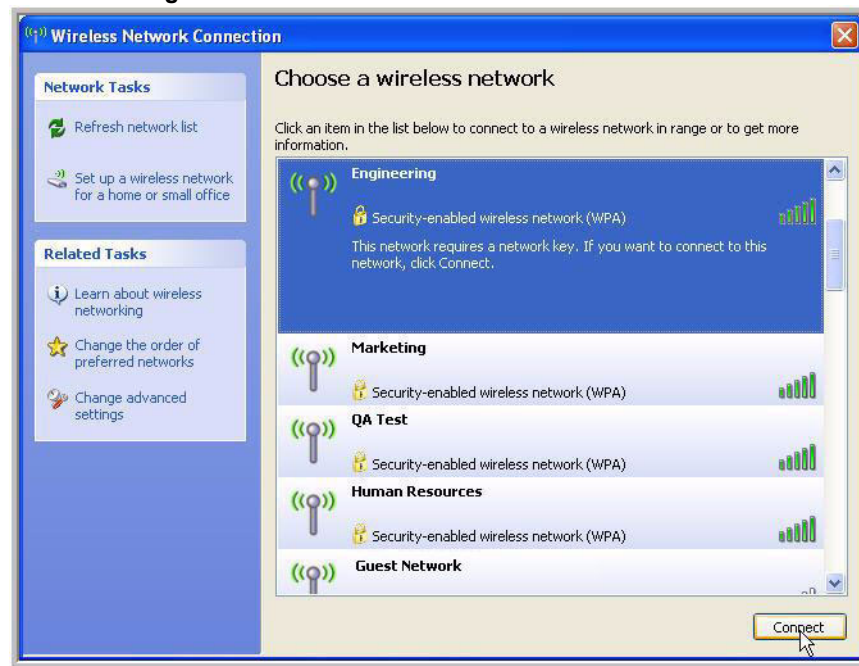 Wireless Network Connection
Network Tasks
Refresh network list
Set up a wireless network
for a home or small office
Related Tasks
Learn about wireless
networking
Change the order of
preferred networks
Change advanced
settings
Choose a wireless network
Click an item in the list below to connect to a wireless network in range or to get more
information.
Engineering
Security-enabled wireless network (WPA)
This network requires a network key. If you want to connect to this
network, click Connect.
Marketing
Security-enabled wireless network (WPA)
QA Test
Security-enabled wireless network (WPA)
Human Resources
Security-enabled wireless network (WPA)
Guest Network
Connect